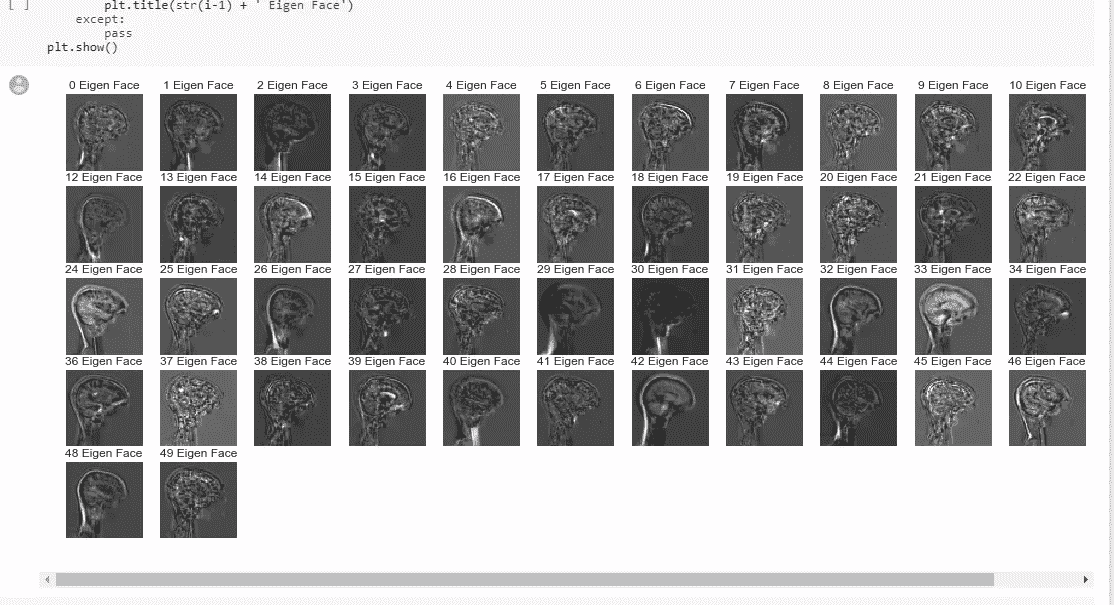 [ ] plt.title(str(i-1) + ' Eigen Face')
except:
pass
plt.show()
0 Eigen Face 1 Eigen Face 2 Eigen Face 3 Eigen Face 4 Eigen Face 5 Eigen Face 6 Eigen Face 7 Eigen Face 8 Eigen Face 9 Eigen Face 10 Eigen Face
12 Eigen Face 13 Eigen Face 14 Eigen Face 15 Eigen Face 16 Eigen Face 17 Eigen Face 18 Eigen Face 19 Eigen Face 20 Eigen Face 21 Eigen Face 22 Eigen Face
24 Eigen Face 25 Eigen Face 26 Eigen Face 27 Eigen Face 28 Eigen Face 29 Eigen Face 30 Eigen Face 31 Eigen Face 32 Eigen Face 33 Eigen Face 34 Eigen Face
36 Eigen Face 37 Eigen Face 38 Eigen Face 39 Eigen Face 40 Eigen Face 41 Eigen Face 42 Eigen Face 43 Eigen Face 44 Eigen Face 45 Eigen Face 46 Eigen Face
48 Eigen Face 49 Eigen Face